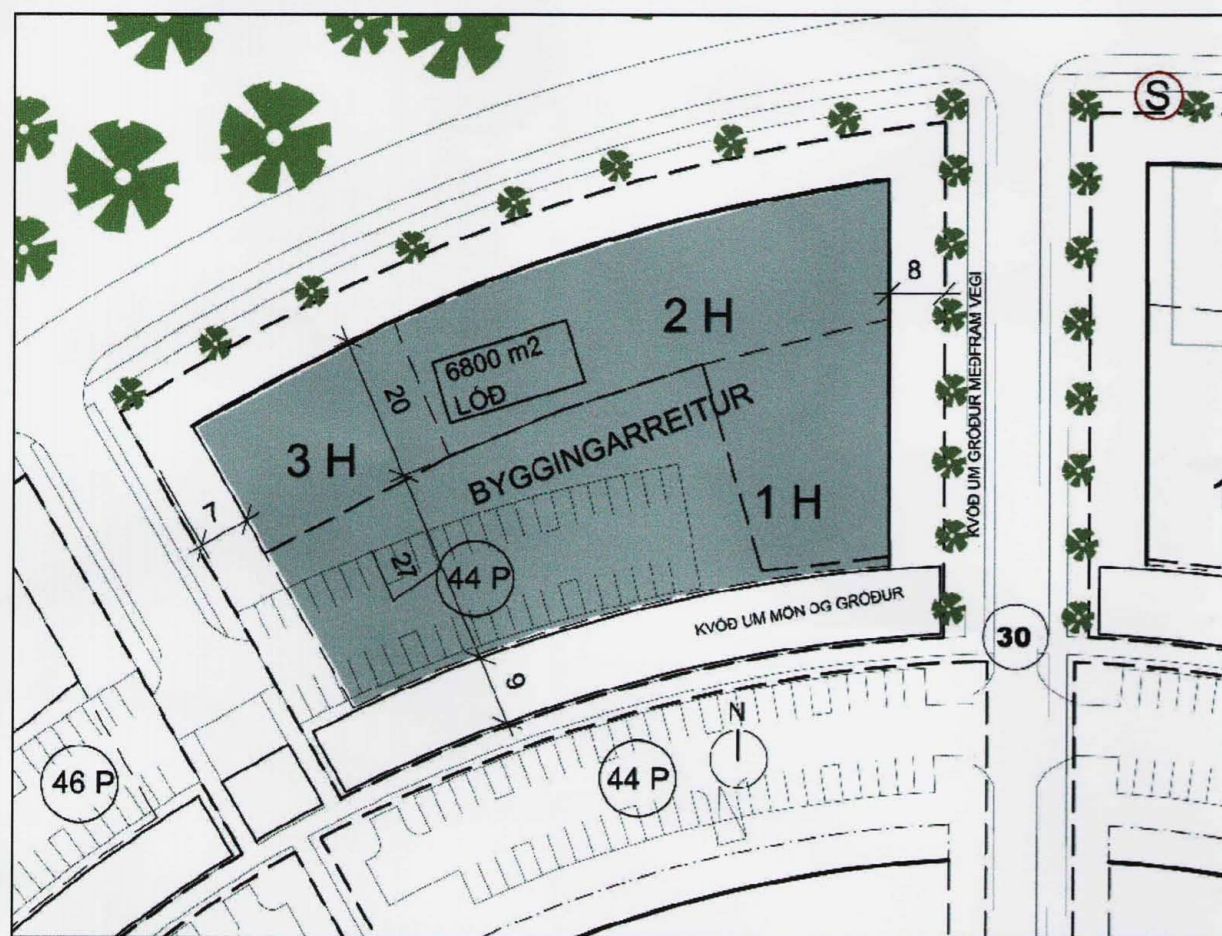 S
8
2 H
6800 m2
LÓÐ
20
3 H
BYGGINGARREITUR
KVÖÐ UM GRÓÐUR MEÐFRAM VEGI
7
1 H
27
44 P
KVÖÐ UM MÖN OG GRÓÐUR
30
9
N
46 P
44 P